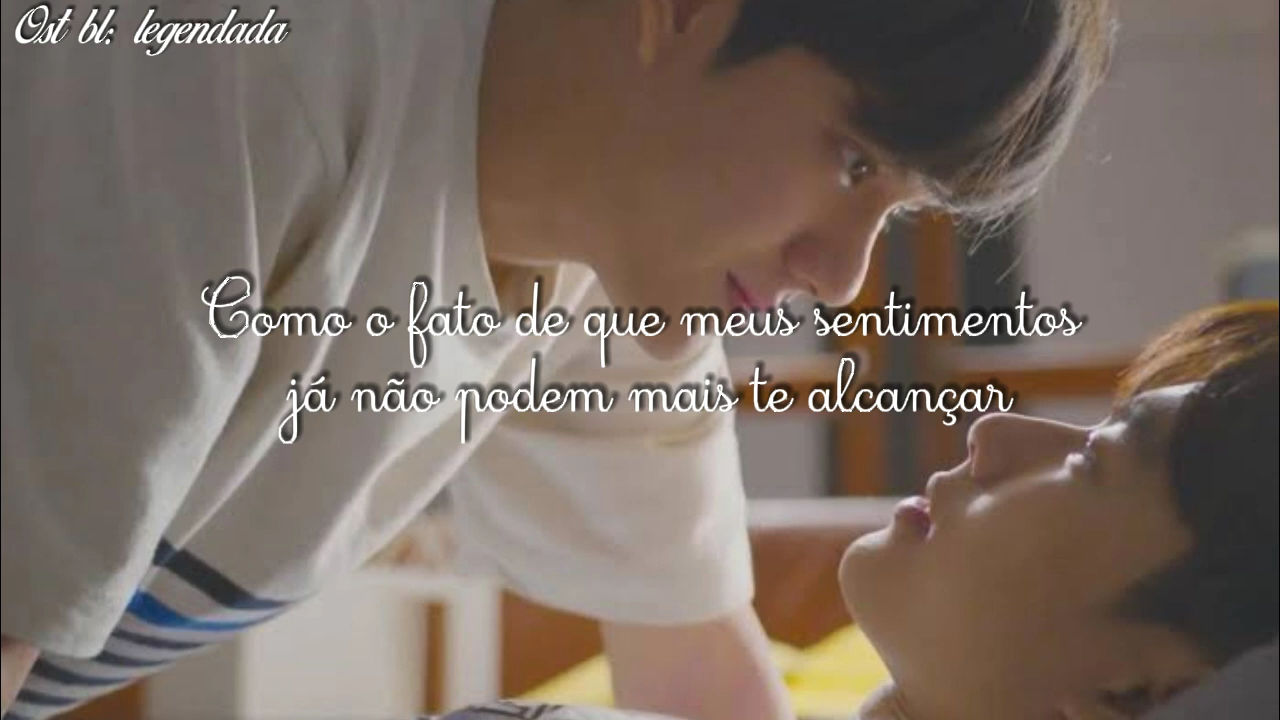 Ost bl: legendada
Como o fato de que meus sentimentos
já não podem mais te alcançar